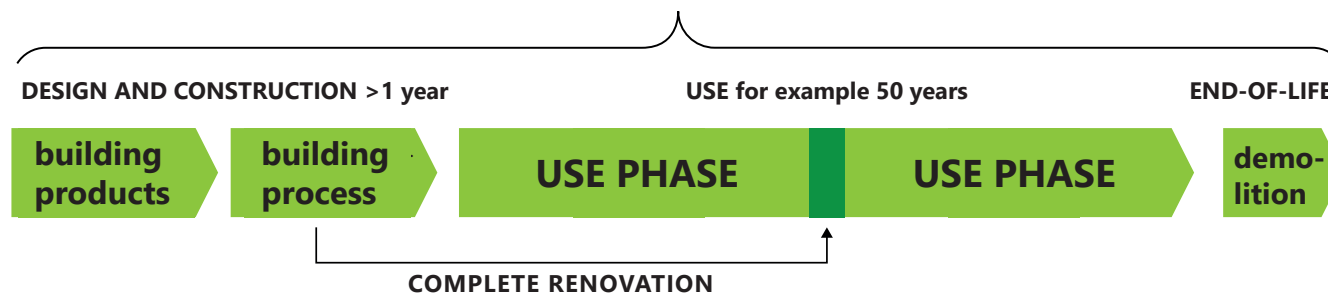 DESIGN AND CONSTRUCTION >1 year
USE for example 50 years
END-OF-LIFE
building
products
building
process
USE PHASE
USE PHASE
demo-
lition
COMPLETE RENOVATION